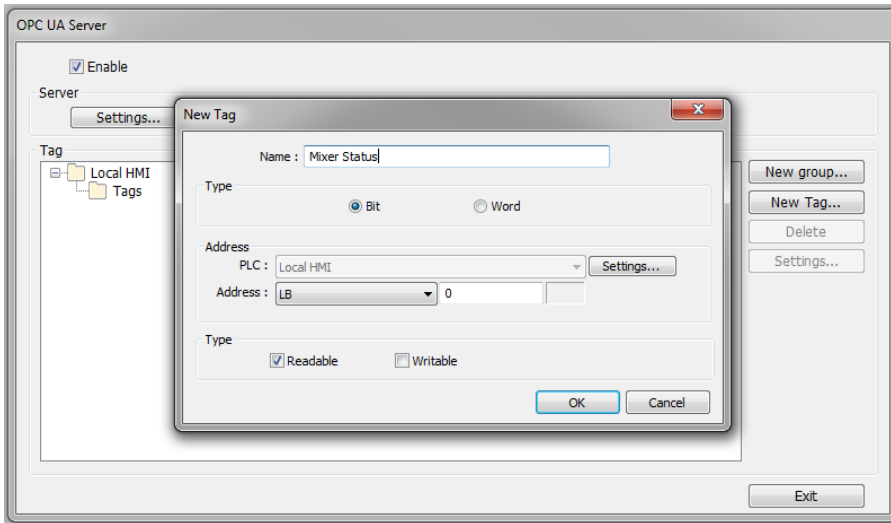 OPC UA Server
Enable
Server
Settings...
New Tag
Name : Mixer Status
Type
Bit Word
Address
PLC : Local HMI Settings...
Address : LB 0
Type
Readable Writable
OK Cancel
Tag
Local HMI
Tags
New group...
New Tag...
Delete
Settings...
Exit